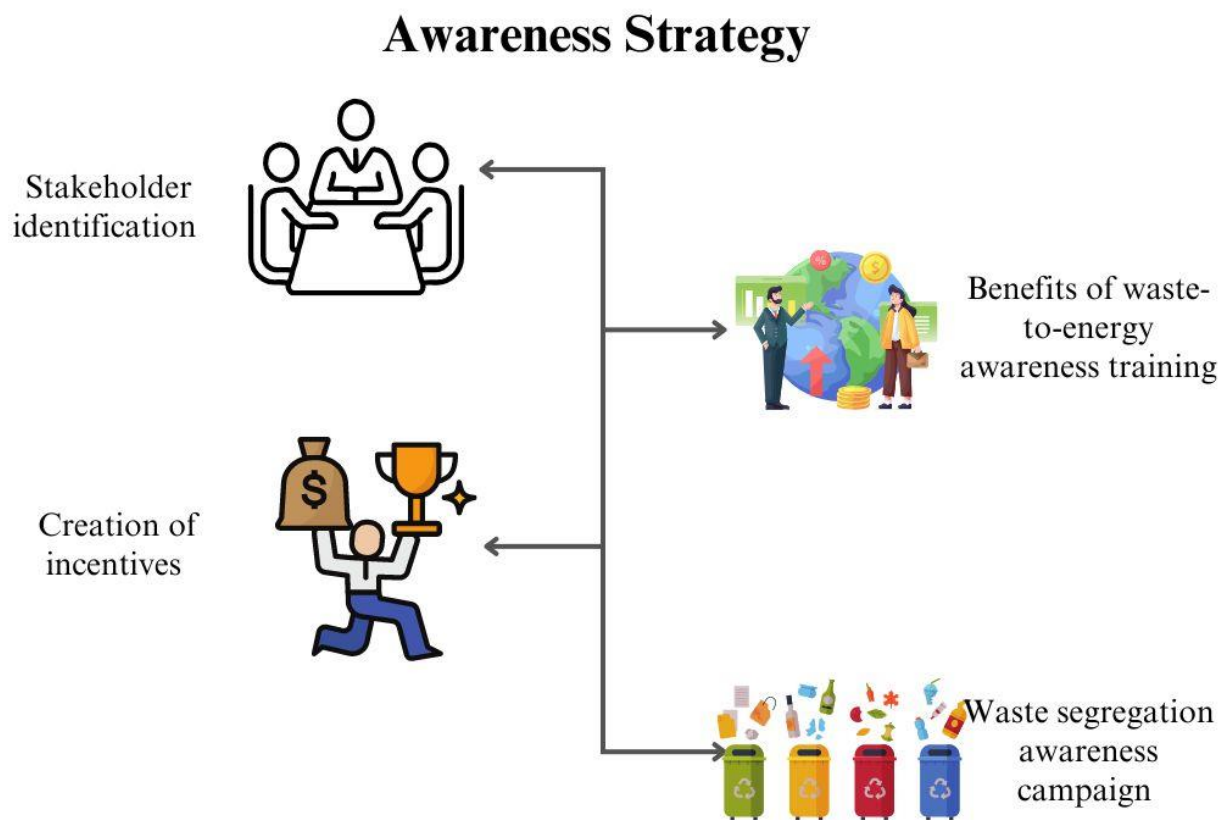 Awareness Strategy
Stakeholder
identification
%
$
Benefits of waste-
to-energy
awareness training
$
Creation of
incentives
Waste segregation
awareness
campaign